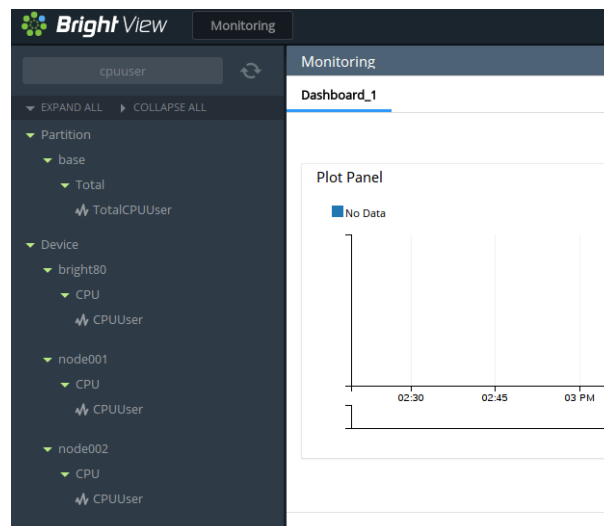 Bright View
Monitoring
cpuuser
EXPAND ALL
COLLAPSE ALL
Partition
base
Total
TotalCPUUser
Device
bright80
CPU
CPUUser
node001
CPU
CPUUser
node002
CPU
CPUUser
Monitoring
Dashboard_1
Plot Panel
No Data
02:30 02:45 03 PM